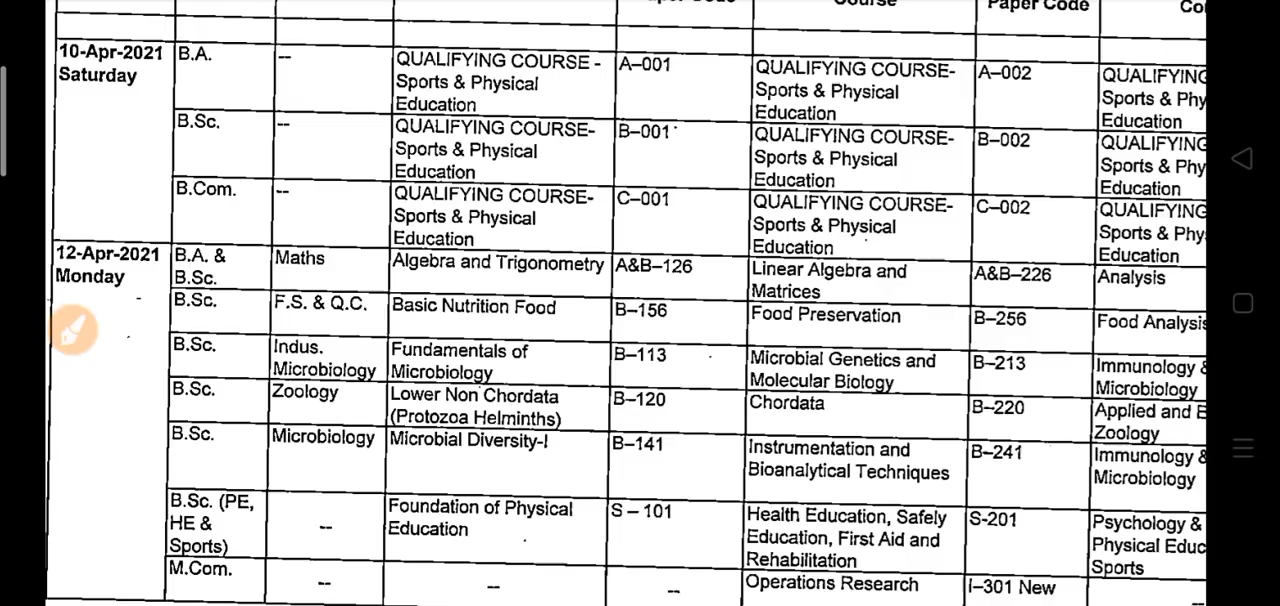 Course
Paper Code
10-Apr-2021
Saturday
B.A.
--
QUALIFYING COURSE -
Sports & Physical
Education
A–001
QUALIFYING COURSE-
Sports & Physical
Education
A–002
QUALIFYING
Sports & Phy
Education
B.Sc.
--
QUALIFYING COURSE-
Sports & Physical
Education
B–001
QUALIFYING COURSE-
Sports & Physical
Education
B–002
QUALIFYING
Sports & Phy
Education
B.Com.
--
QUALIFYING COURSE-
Sports & Physical
Education
C–001
QUALIFYING COURSE-
Sports & Physical
Education
C–002
QUALIFYING
Sports & Phy
Education
12-Apr-2021
Monday
B.A. &
B.Sc.
Maths
Algebra and Trigonometry
A&B–126
Linear Algebra and
Matrices
A&B–226
Analysis
B.Sc.
F.S. & Q.C.
Basic Nutrition Food
B–156
Food Preservation
B–256
Food Analysis
B.Sc.
Indus.
Microbiology
Fundamentals of
Microbiology
B–113
Microbial Genetics and
Molecular Biology
B–213
Immunology &
Microbiology
B.Sc.
Zoology
Lower Non Chordata
(Protozoa Helminths)
B–120
Chordata
B–220
Applied and E
Zoology
B.Sc.
Microbiology
Microbial Diversity-I
B–141
Instrumentation and
Bioanalytical Techniques
B–241
Immunology &
Microbiology
B.Sc. (PE,
HE &
Sports)
--
Foundation of Physical
Education
S – 101
Health Education, Safely
Education, First Aid and
Rehabilitation
S-201
Psychology &
Physical Educ
Sports
M.Com.
--
--
--
Operations Research
I–301 New
--